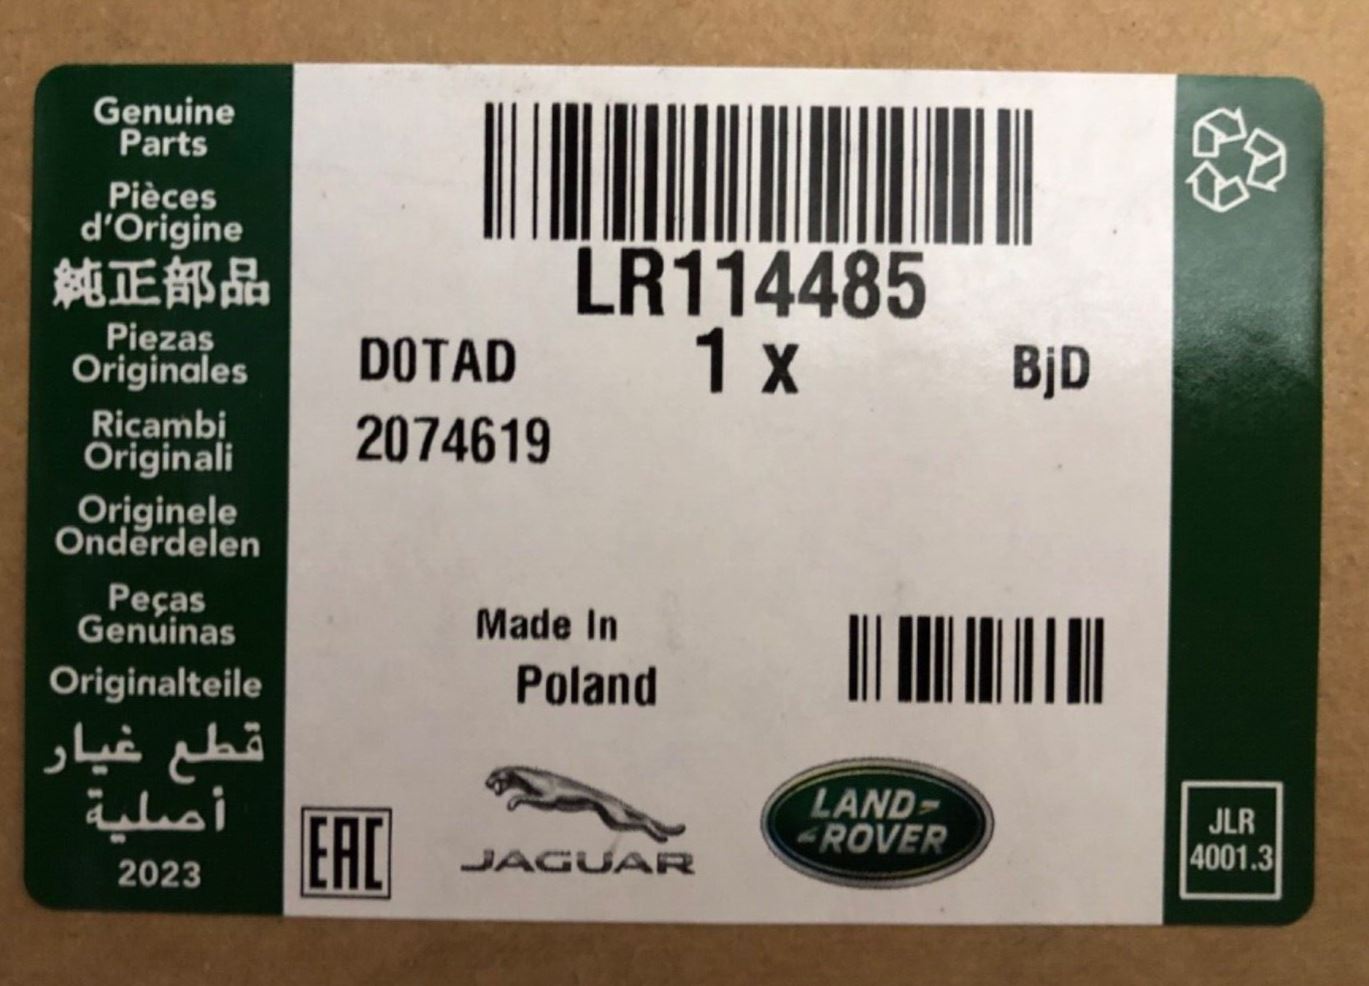 Genuine
Parts
Pièces
d'Origine
純正部品
Piezas
Originales
Ricambi
Originali
Originele
Onderdelen
Peças
Genuinas
Originalteile
قطع غيار
أصلية
2023
LR114485
D0TAD
1 x
BjD
2074619
Made In
Poland
EAC
JAGUAR
LAND-
-ROVER
JLR
4001.3